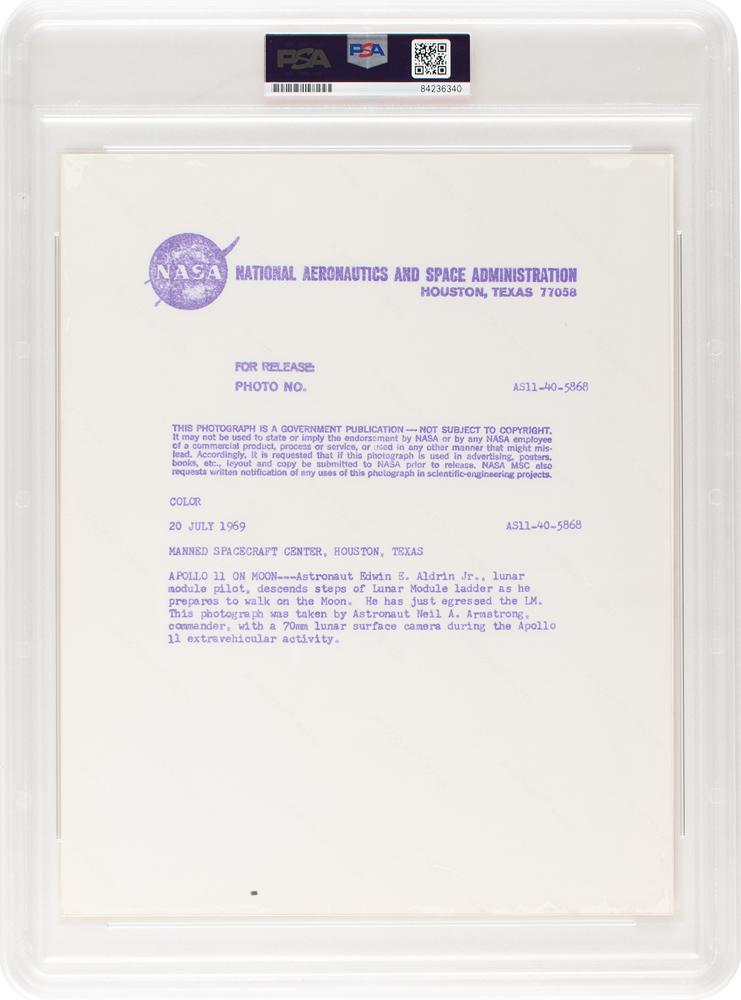 PSA PSA
84236340
NASA NATIONAL AERONAUTICS AND SPACE ADMINISTRATION
HOUSTON, TEXAS 77058
FOR RELEASE:
PHOTO NO. AS11-40-5868
THIS PHOTOGRAPH IS A GOVERNMENT PUBLICATION — NOT SUBJECT TO COPYRIGHT.
It may not be used to state or imply the endorsement by NASA or by any NASA employee
of a commercial product, process or service, or used in any other manner that might mis-
lead. Accordingly, it is requested that if this photograph is used in advertising, posters,
books, etc., layout and copy be submitted to NASA prior to release. NASA MSC also
requests written notification of any uses of this photograph in scientific-engineering projects.
COLOR
20 JULY 1969 AS11-40-5868
MANNED SPACECRAFT CENTER, HOUSTON, TEXAS
APOLLO 11 ON MOON---Astronaut Edwin E. Aldrin Jr., lunar
module pilot, descends steps of Lunar Module ladder as he
prepares to walk on the Moon. He has just egressed the LM.
This photograph was taken by Astronaut Neil A. Armstrong,
commander, with a 70mm lunar surface camera during the Apollo
11 extravehicular activity.